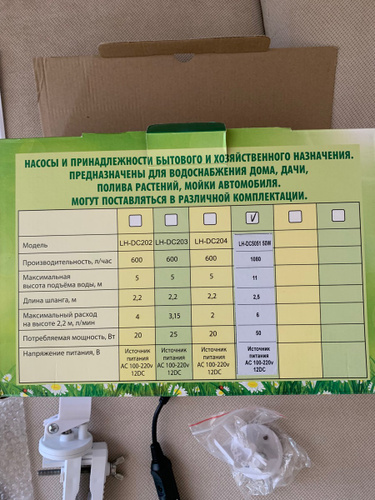 НАСОСЫ И ПРИНАДЛЕЖНОСТИ БЫТОВОГО И ХОЗЯЙСТВЕННОГО НАЗНАЧЕНИЯ.
ПРЕДНАЗНАЧЕНЫ ДЛЯ ВОДОСНАБЖЕНИЯ ДОМА, ДАЧИ,
ПОЛИВА РАСТЕНИЙ, МОЙКИ АВТОМОБИЛЯ.
МОГУТ ПОСТАВЛЯТЬСЯ В РАЗЛИЧНОЙ КОМПЛЕКТАЦИИ.
Модель LH-DC202 LH-DC203 LH-DC204 LH-DC5001 50W
Производительность, л/час 600 600 600 1080
Максимальная
высота подъёма воды, м 5 5 5 11
Длина шланга, м 2,2 2,2 2,2 2,5
Максимальный расход
на высоте 2,2 м, л/мин 4 3,15 2 6
Потребляемая мощность, Вт 20 25 20 50
Напряжение питания, В Источник Источник Источник Источник
питания питания питания питания
AC 100-220v AC 100-220v AC 100-220v AC 100-220v
12DC 12DC 12DC 12DC